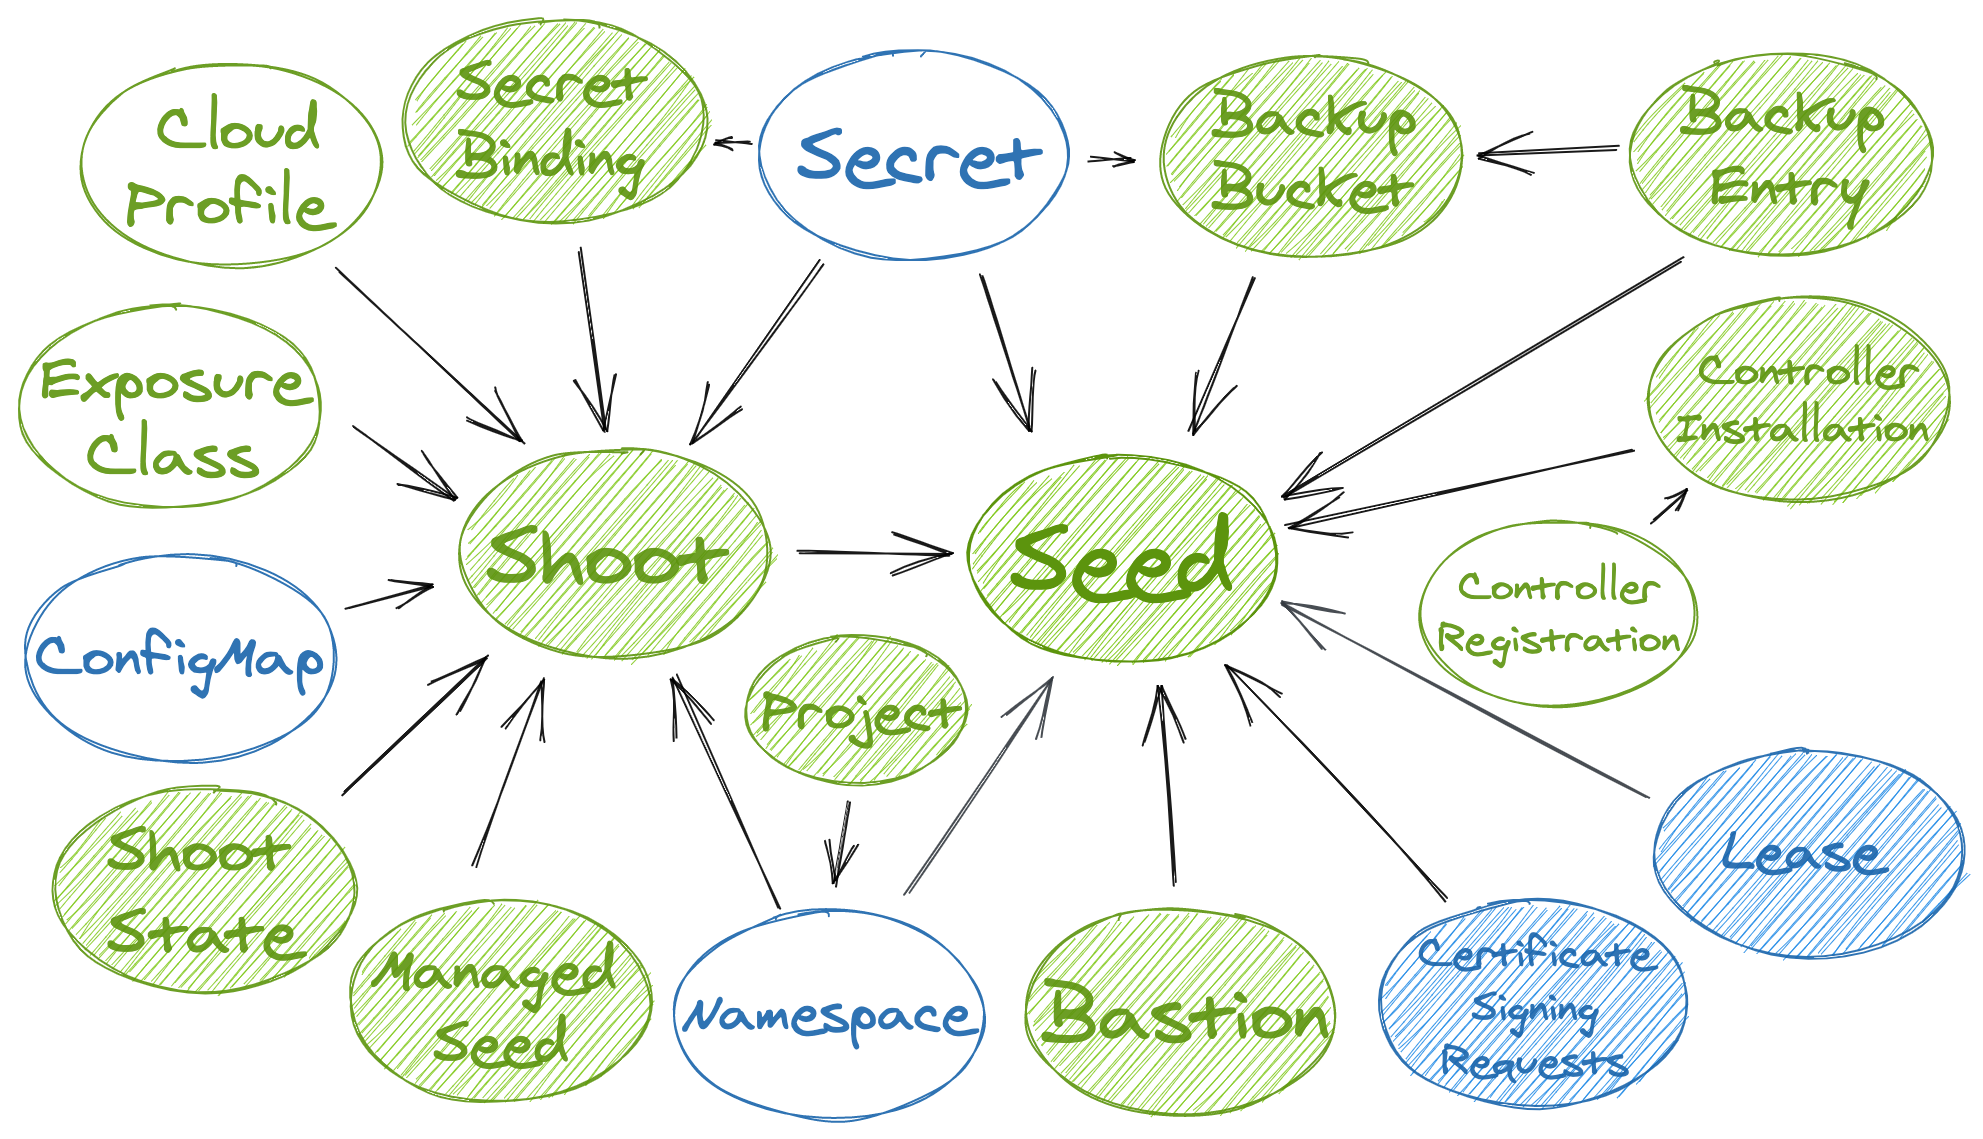 Cloud
Profile
Secret
Binding
Secret
Backup
Bucket
Backup
Entry
Exposure
Class
Controller
Installation
Shoot
Seed
Controller
Registration
ConfigMap
Project
Shoot
State
Managed
Seed
Namespace
Bastion
Certificate
Signing
Requests
Lease